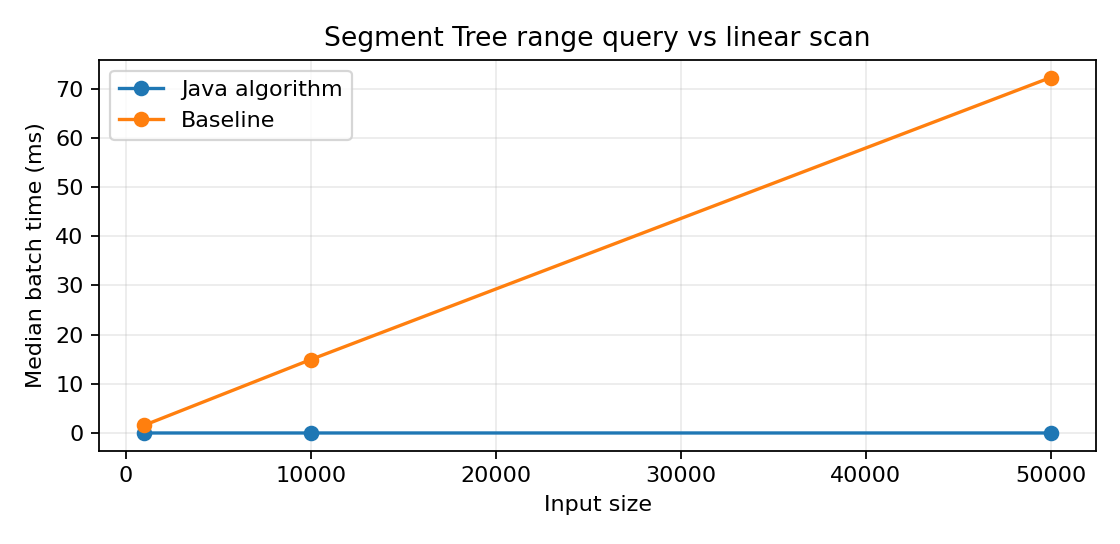 Segment Tree range query vs linear scan
Java algorithm
Baseline
Median batch time (ms)
70
60
50
40
30
20
10
0
0 10000 20000 30000 40000 50000
Input size